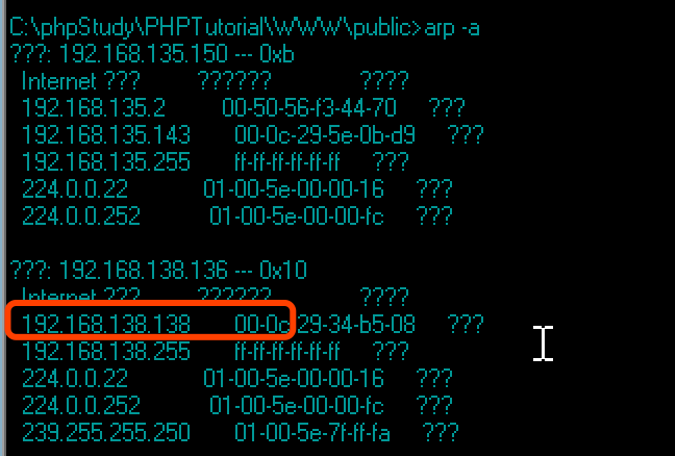 C:\phpStudy\PHPTutorial\WWW\public>arp -a
???: 192.168.135.150 --- 0xb
Internet ??? ?????? ????
192.168.135.2 00-50-56-f3-44-70 ???
192.168.135.143 00-0c-29-5e-0b-d9 ???
192.168.135.255 ff-ff-ff-ff-ff-ff ???
224.0.0.22 01-00-5e-00-00-16 ???
224.0.0.252 01-00-5e-00-00-fc ???
???: 192.168.138.136 --- 0x10
Internet ??? ?????? ????
192.168.138.138 00-0c-29-34-b5-08 ???
192.168.138.255 ff-ff-ff-ff-ff-ff ???
224.0.0.22 01-00-5e-00-00-16 ???
224.0.0.252 01-00-5e-00-00-fc ???
239.255.255.250 01-00-5e-7f-ff-fa ???